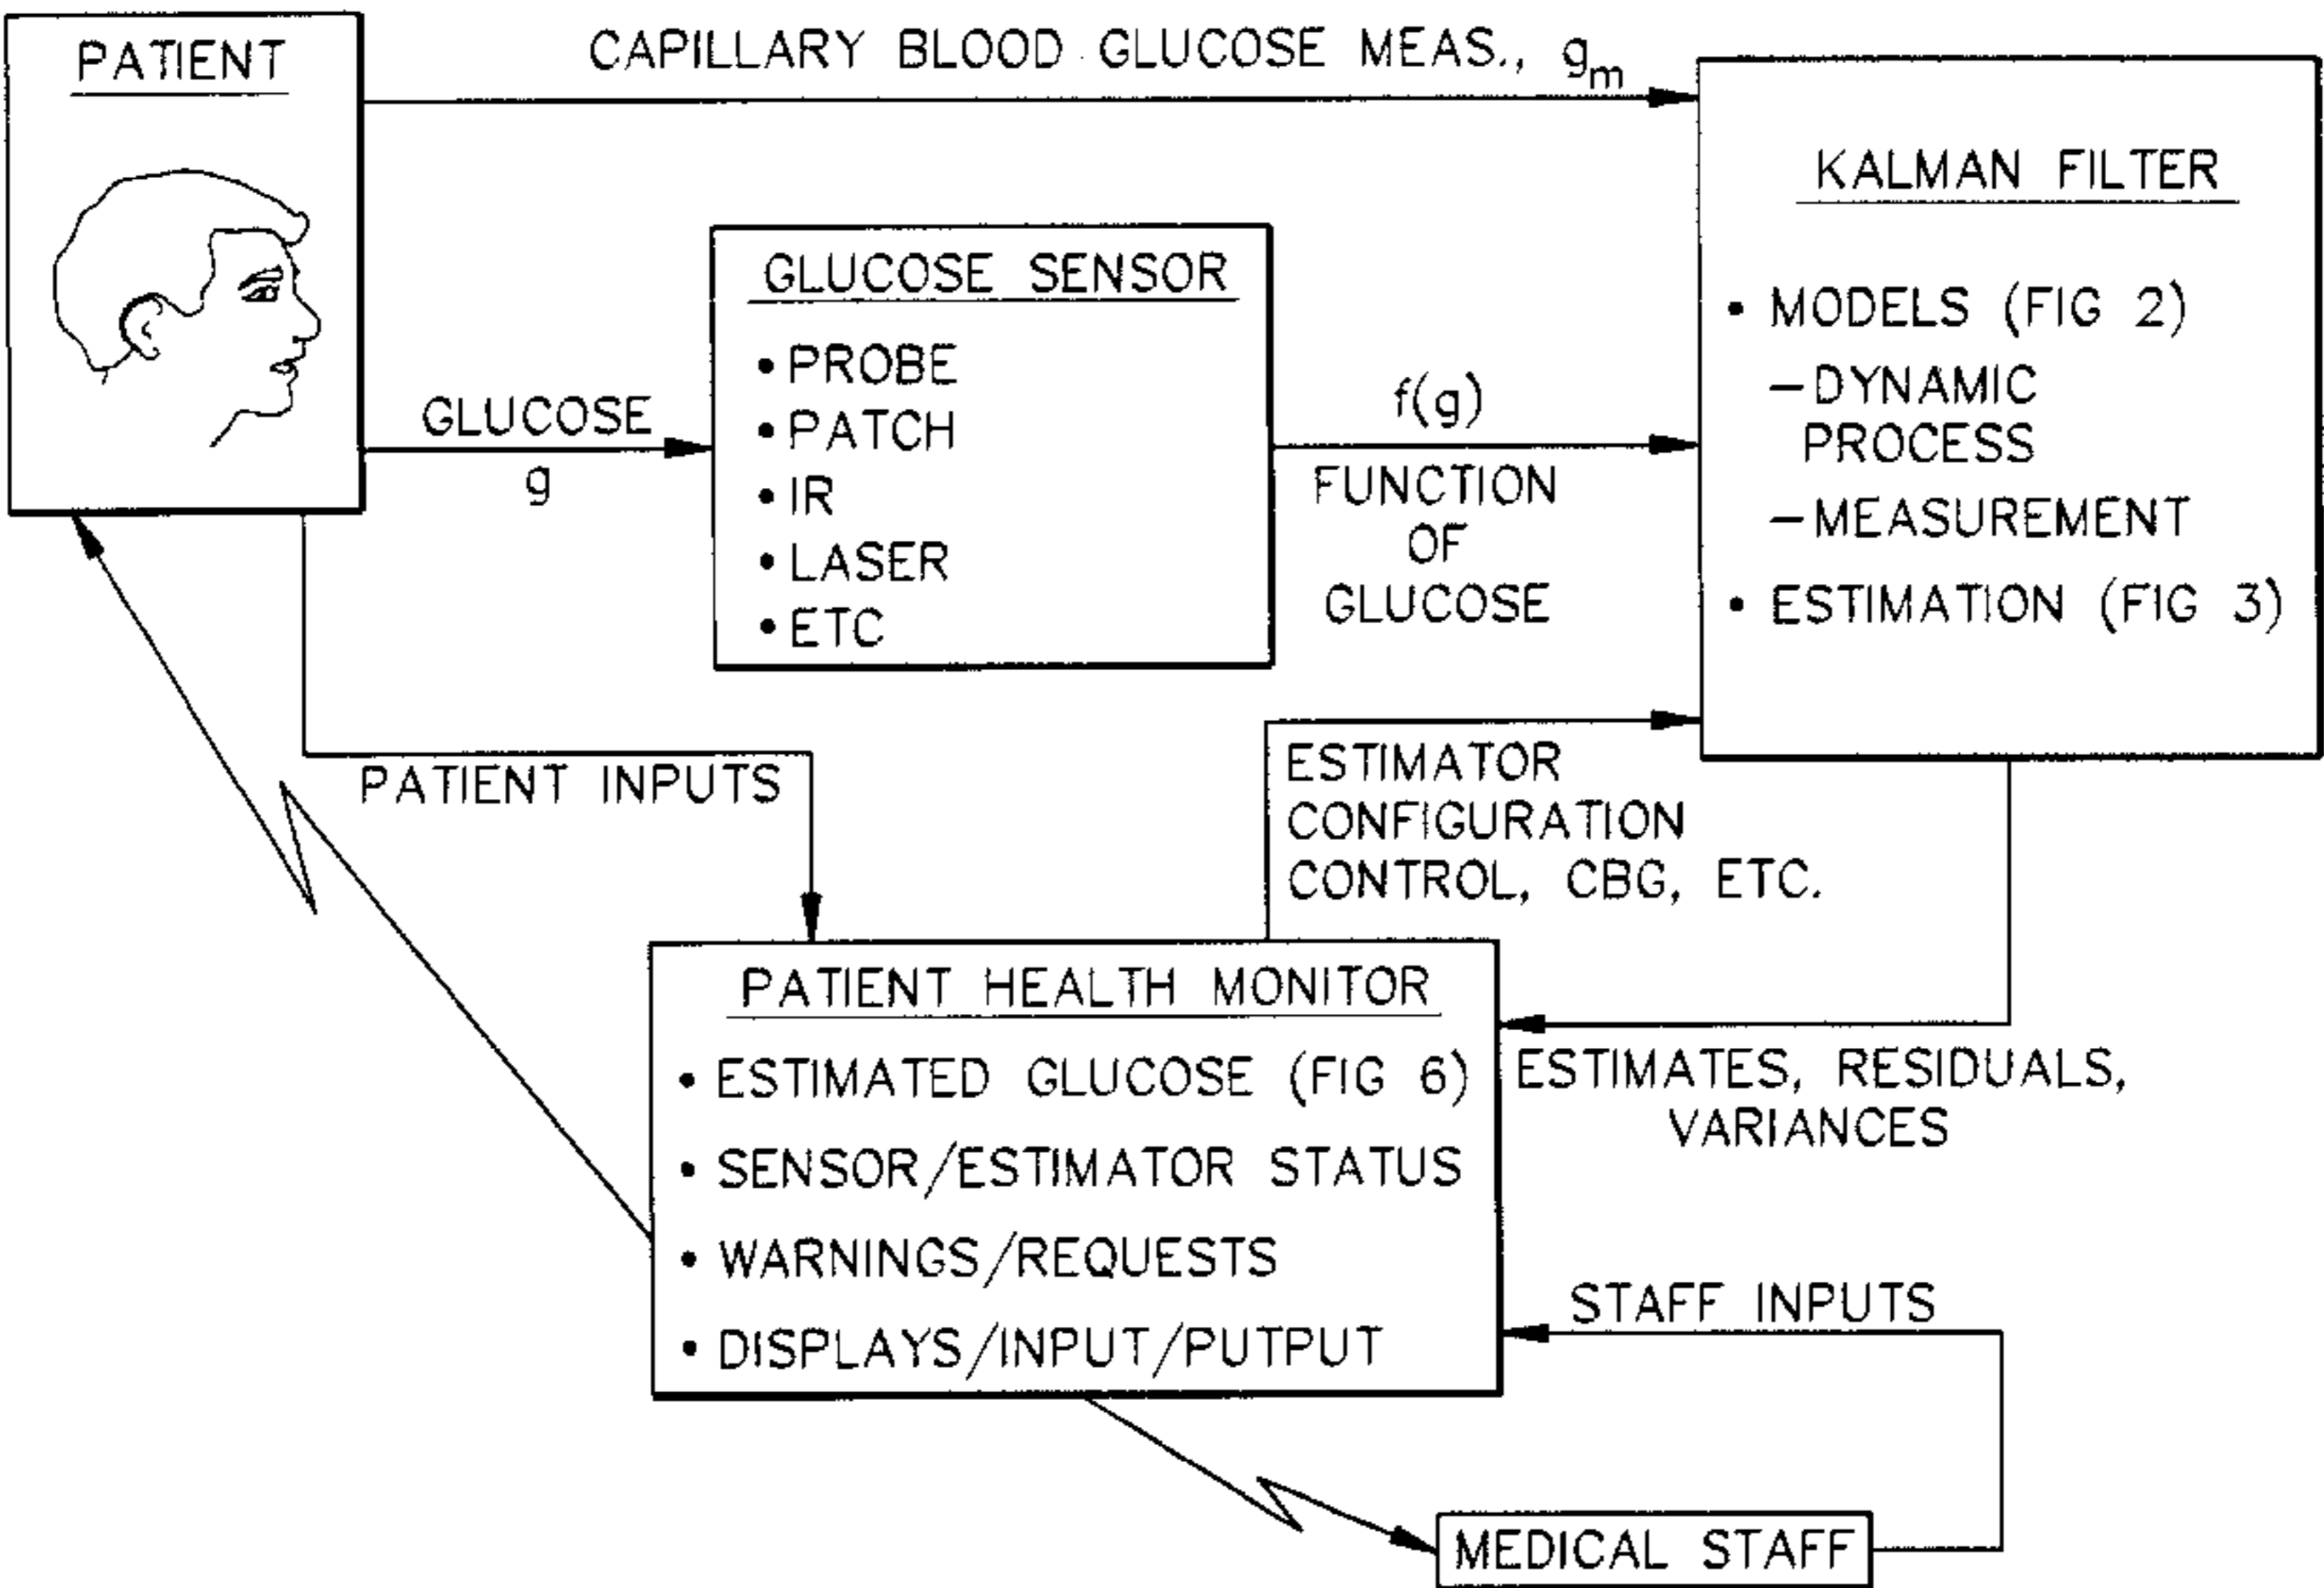 PATIENT
CAPILLARY BLOOD GLUCOSE MEAS., gm
KALMAN FILTER
• MODELS (FIG 2)
–DYNAMIC
PROCESS
–MEASUREMENT
• ESTIMATION (FIG 3)
GLUCOSE SENSOR
• PROBE
• PATCH
• IR
• LASER
• ETC
GLUCOSE
g
f(g)
FUNCTION
OF
GLUCOSE
PATIENT INPUTS
ESTIMATOR
CONFIGURATION
CONTROL, CBG, ETC.
PATIENT HEALTH MONITOR
• ESTIMATED GLUCOSE (FIG 6)
• SENSOR/ESTIMATOR STATUS
• WARNINGS/REQUESTS
• DISPLAYS/INPUT/PUTPUT
ESTIMATES, RESIDUALS,
VARIANCES
STAFF INPUTS
MEDICAL STAFF